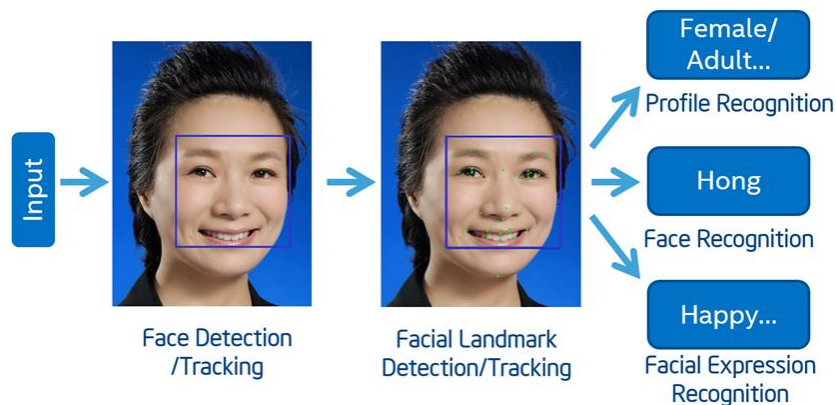 Input
Face Detection
/Tracking
Facial Landmark
Detection/Tracking
Female/
Adult...
Profile Recognition
Hong
Face Recognition
Happy...
Facial Expression
Recognition